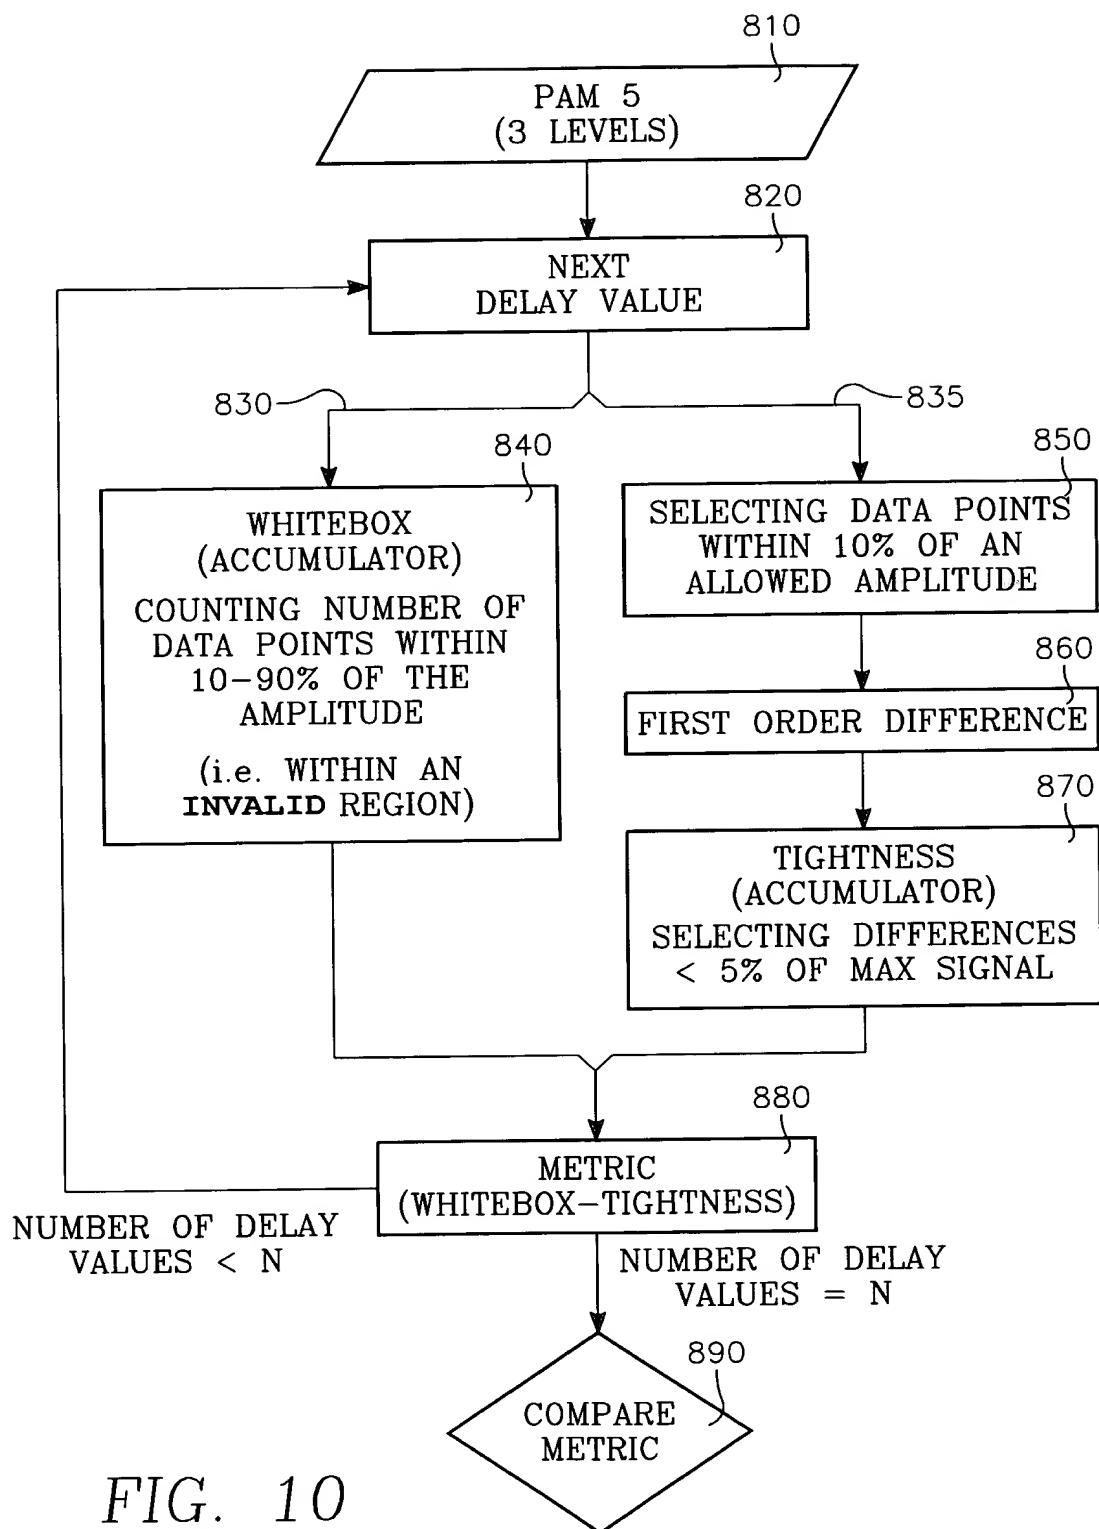 810
PAM 5
(3 LEVELS)
820
NEXT
DELAY VALUE
830
835
840
WHITEBOX
(ACCUMULATOR)
COUNTING NUMBER OF
DATA POINTS WITHIN
10-90% OF THE
AMPLITUDE
(i.e. WITHIN AN
INVALID REGION)
850
SELECTING DATA POINTS
WITHIN 10% OF AN
ALLOWED AMPLITUDE
860
FIRST ORDER DIFFERENCE
870
TIGHTNESS
(ACCUMULATOR)
SELECTING DIFFERENCES
< 5% OF MAX SIGNAL
880
METRIC
(WHITEBOX-TIGHTNESS)
NUMBER OF DELAY
VALUES < N
NUMBER OF DELAY
VALUES = N
890
COMPARE
METRIC
FIG. 10